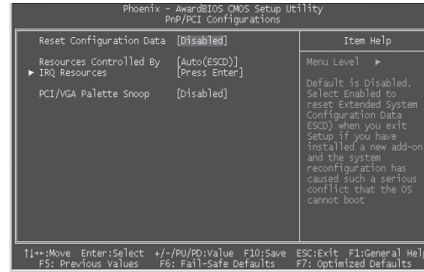 Phoenix - AwardBIOS CMOS Setup Utility
PnP/PCI Configurations
Reset Configuration Data [Disabled]
Resources Controlled By [Auto(ESCD)]
► IRQ Resources [Press Enter]
PCI/VGA Palette Snoop [Disabled]
Item Help
Menu Level ►
Default is Disabled.
Select Enabled to
reset Extended System
Configuration Data
ESCD) when you exit
Setup if you have
installed a new add-on
and the system
reconfiguration has
caused such a serious
conflict that the OS
cannot boot
↑↓↔:Move Enter:Select +/-/PU/PD:Value F10:Save ESC:Exit F1:General Hel
F5: Previous Values F6: Fail-Safe Defaults F7: Optimized Defaults